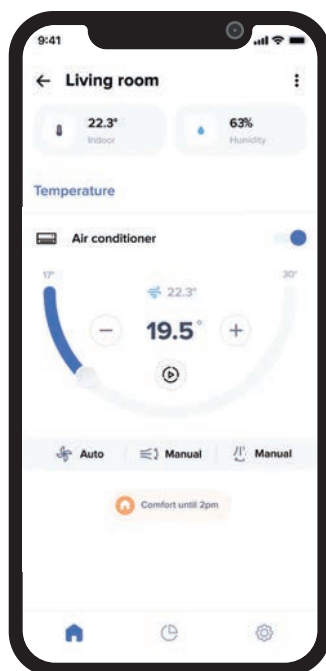 9:41
Living room
22.3°
Indoor
63%
Hunidity
Temperature
Air conditioner
17°
30°
22.3°
19.5°
Auto
Manual
Manual
Comfort until 2pm